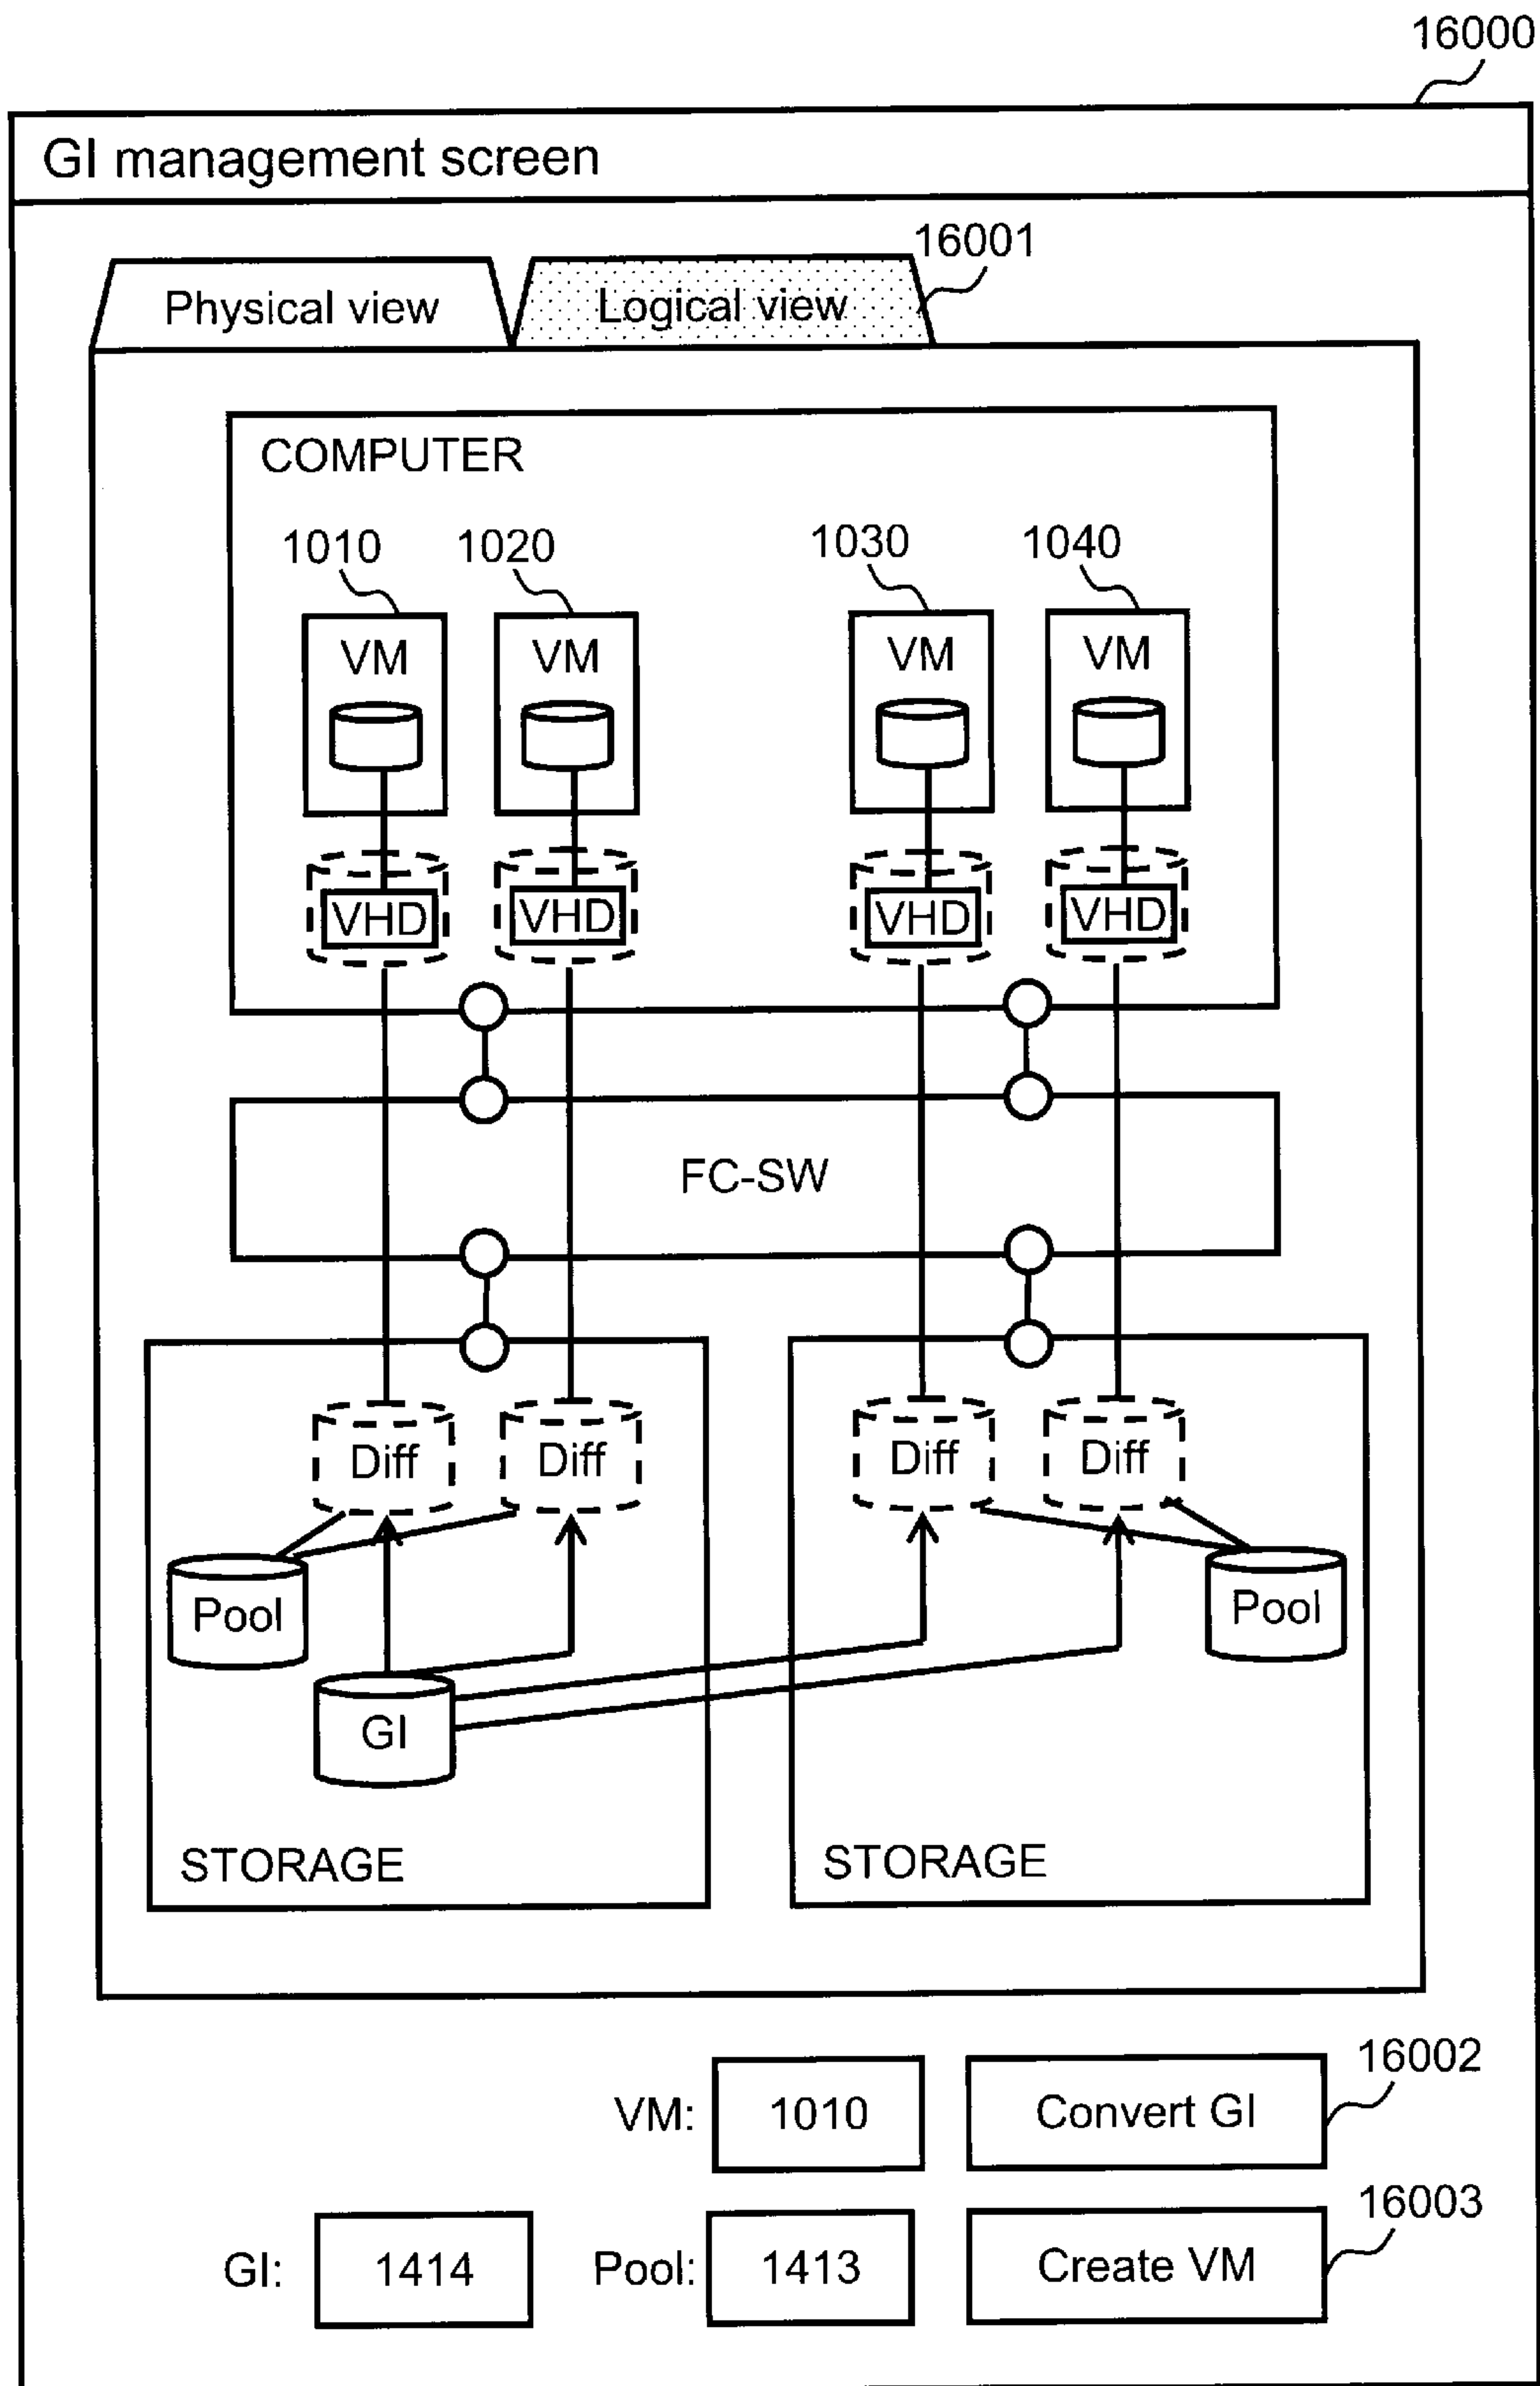 16000
GI management screen
16001
Physical view
Logical view
COMPUTER
1010 1020 1030 1040
VM VM VM VM
VHD VHD VHD VHD
FC-SW
Diff Diff Diff Diff
Pool Pool
GI
STORAGE STORAGE
16002
VM: 1010 Convert GI
16003
GI: 1414 Pool: 1413 Create VM